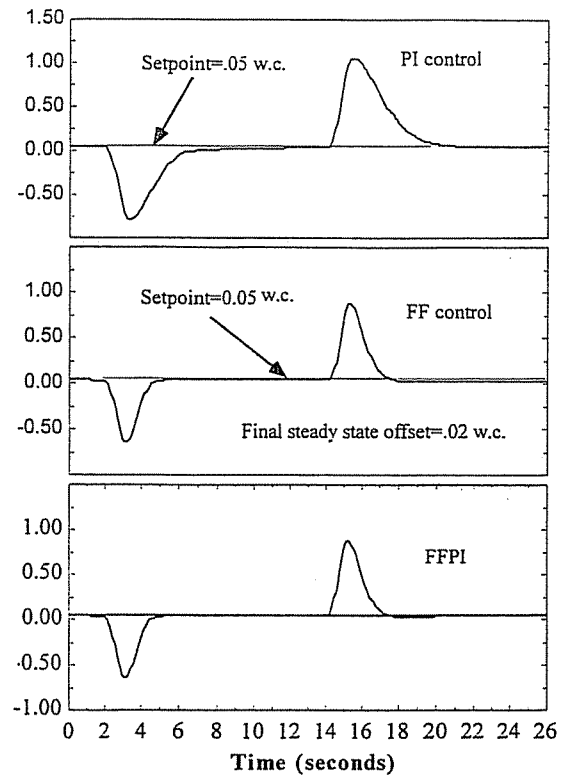 1.50
Setpoint=.05 w.c.
PI control
1.00
0.50
0.00
-0.50
1.00
Setpoint=0.05 w.c.
FF control
0.50
0.00
-0.50
Final steady state offset=.02 w.c.
1.00
FFPI
0.50
0.00
-0.50
-1.00
0 2 4 6 8 10 12 14 16 18 20 22 24 26
Time (seconds)